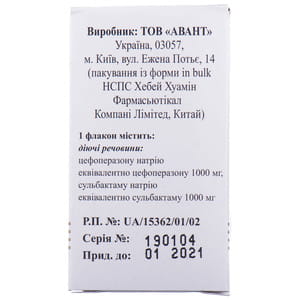 Виробник: ТОВ «АВАНТ»
Україна, 03057,
м. Київ, вул. Ежена Потьє, 14
(пакування із форми in bulk
НСПС Хебей Хуамін
Фармасьютікал
Компані Лімітед, Китай)
1 флакон містить:
діючі речовини:
цефоперазону натрію
еквівалентно цефоперазону 1000 мг,
сульбактаму натрію
еквівалентно сульбактаму 1000 мг
Р.П. №: UA/15362/01/02
Серія №: 190104
Прид. до: 01 2021